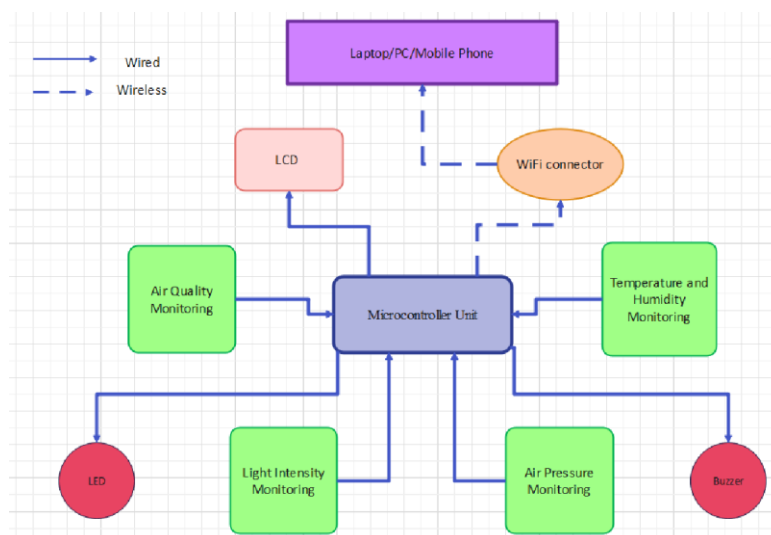 Laptop/PC/Mobile Phone
Wired
Wireless
LCD
WiFi connector
Air Quality
Monitoring
Microcontroller Unit
Temperature and
Humidity
Monitoring
LED
Light Intensity
Monitoring
Air Pressure
Monitoring
Buzzer